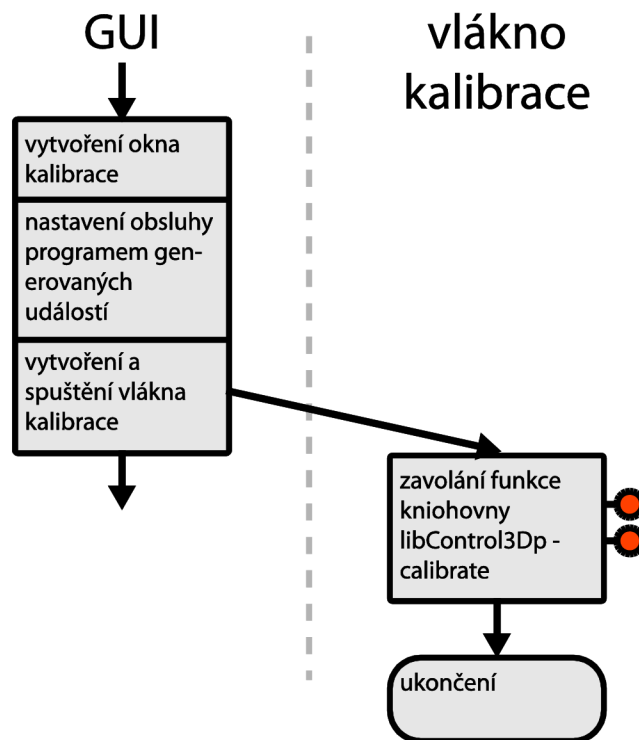 GUI
vlákno
kalibrace
vytvoření okna
kalibrace
nastavení obsluhy
programem gen-
erovaných
událostí
vytvoření a
spuštění vlákna
kalibrace
zavolání funkce
kniohovny
libControl3Dp -
calibrate
ukončení